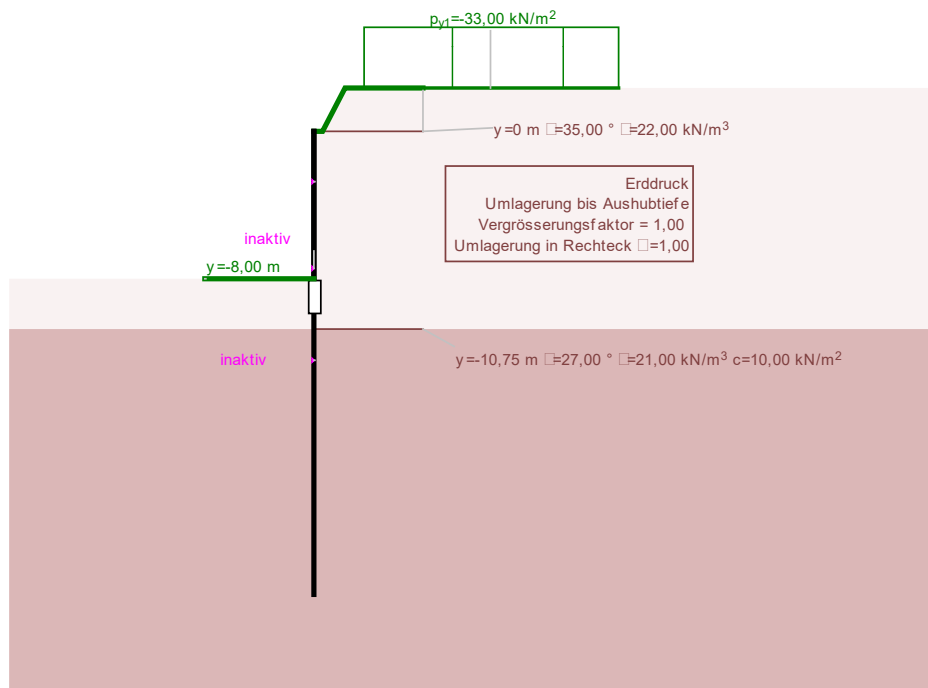 py1=-33,00 kN/m²
y=0 m □=35,00 ° □=22,00 kN/m³
Erddruck
Umlagerung bis Aushubtiefe
Vergrösserungsfaktor = 1,00
Umlagerung in Rechteck □=1,00
inaktiv
y=-8,00 m
inaktiv
y=-10,75 m □=27,00 ° □=21,00 kN/m³ c=10,00 kN/m²